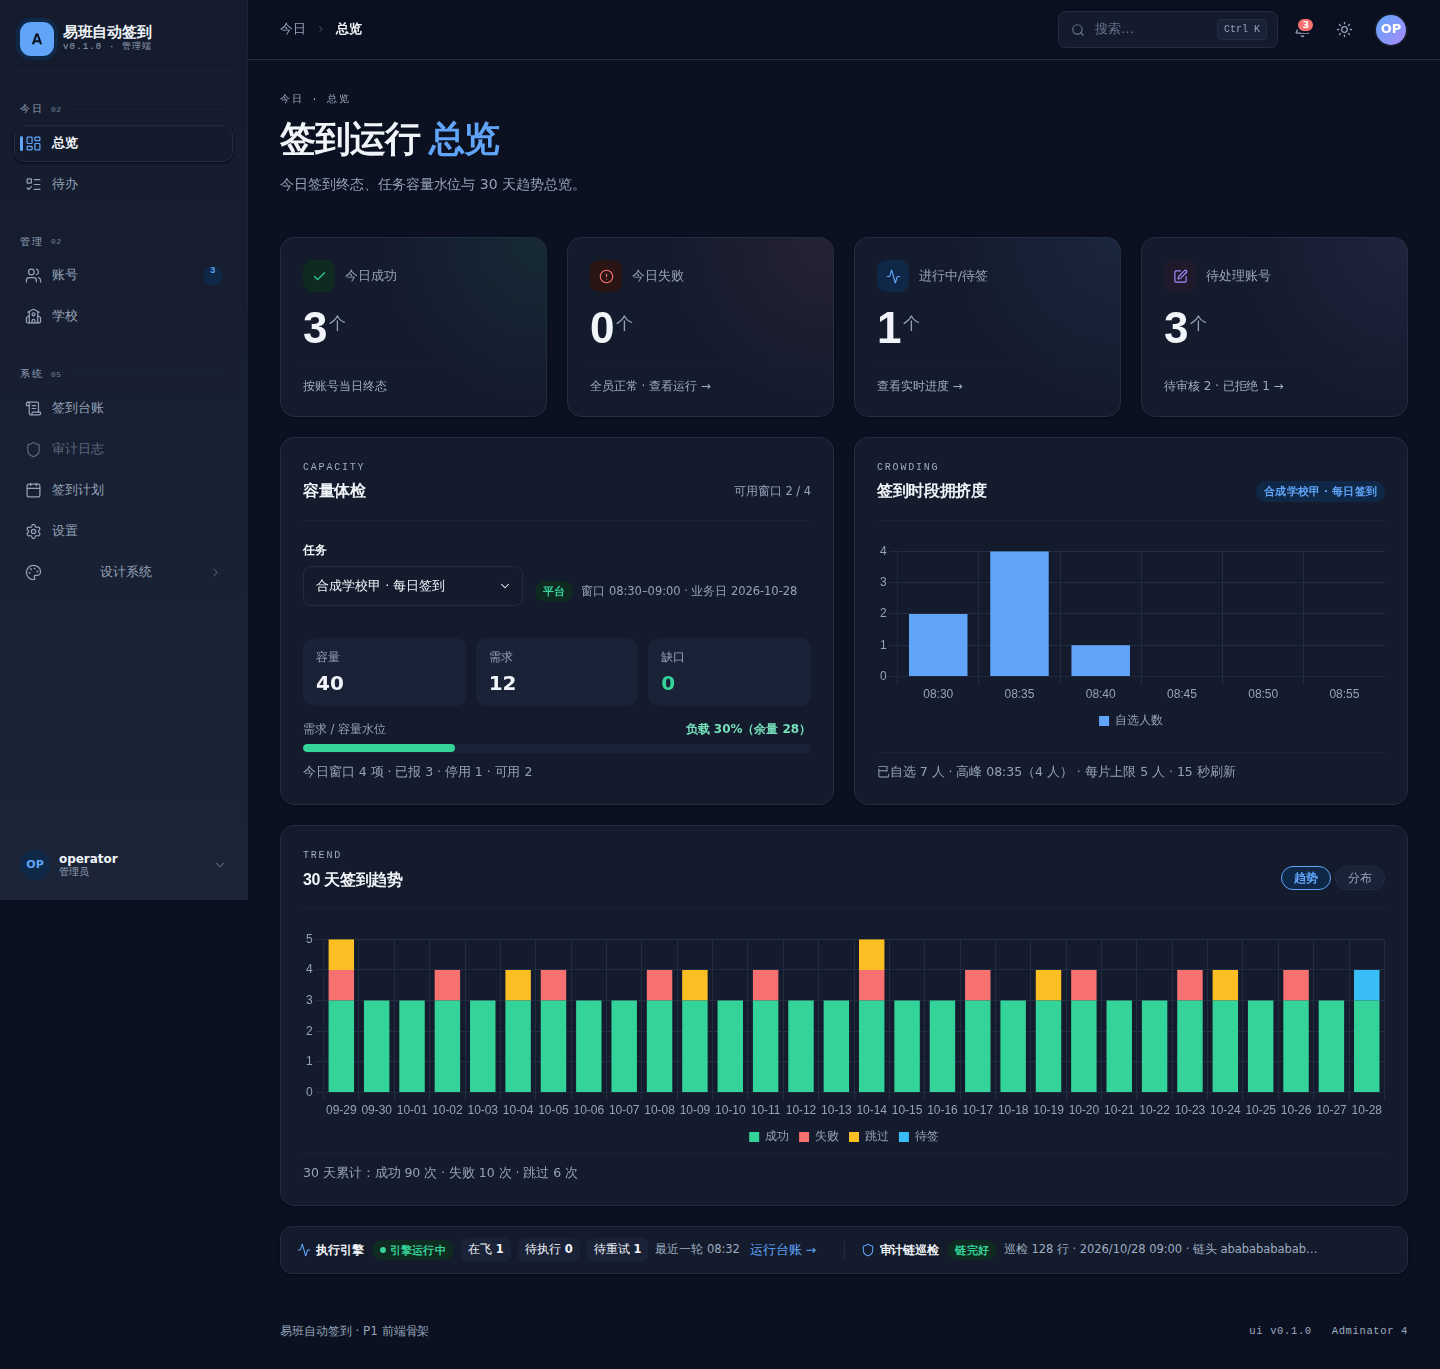 A
易班自动签到
v0.1.0 · 管理端
今日 02
总览
待办
管理 02
账号 3
学校
系统 05
签到台账
审计日志
签到计划
设置
设计系统
OP
operator
管理员
今日 总览
搜索... Ctrl K
3
OP
今日 · 总览
签到运行 总览
今日签到终态、任务容量水位与 30 天趋势总览。
今日成功
3个
按账号当日终态
今日失败
0个
全员正常 · 查看运行 →
进行中/待签
1个
查看实时进度 →
待处理账号
3个
待审核 2 · 已拒绝 1 →
CAPACITY
容量体检
可用窗口 2 / 4
任务
合成学校甲 · 每日签到
平台 窗口 08:30–09:00 · 业务日 2026-10-28
容量 需求 缺口
40 12 0
需求 / 容量水位 负载 30%（余量 28）
今日窗口 4 项 · 已报 3 · 停用 1 · 可用 2
CROWDING
签到时段拥挤度
合成学校甲 · 每日签到
4
3
2
1
0
08:30 08:35 08:40 08:45 08:50 08:55
自选人数
已自选 7 人 · 高峰 08:35（4 人） · 每片上限 5 人 · 15 秒刷新
TREND
30 天签到趋势
趋势 分布
5
4
3
2
1
0
09-29 09-30 10-01 10-02 10-03 10-04 10-05 10-06 10-07 10-08 10-09 10-10 10-11 10-12 10-13 10-14 10-15 10-16 10-17 10-18 10-19 10-20 10-21 10-22 10-23 10-24 10-25 10-26 10-27 10-28
成功 失败 跳过 待签
30 天累计：成功 90 次 · 失败 10 次 · 跳过 6 次
执行引擎 引擎运行中 在飞 1 待执行 0 待重试 1 最近一轮 08:32 运行台账 → 审计链巡检 链完好 巡检 128 行 · 2026/10/28 09:00 · 链头 abababababab…
易班自动签到 · P1 前端骨架
ui v0.1.0 Adminator 4